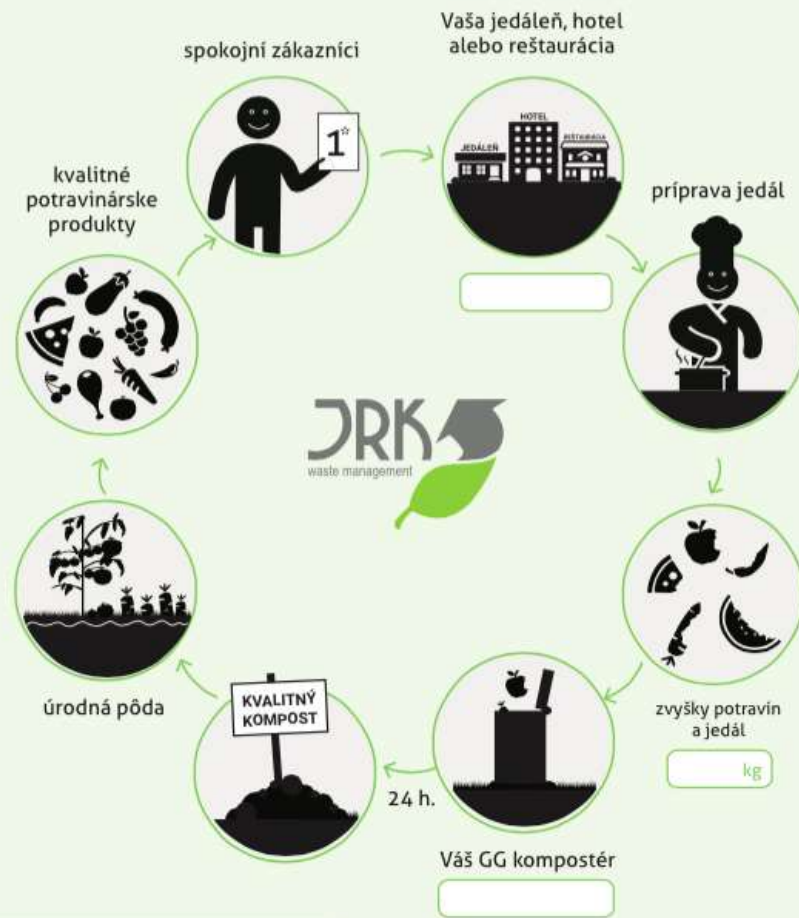 spokojní zákazníci
1
Vaša jedáleň, hotel
alebo reštaurácia
JEDÁLEŇ
HOTEL
REŠTAURÁCIA
príprava jedál
zvyšky potravín
a jedál
kg
Váš GG kompostér
24 h.
KVALITNÝ
KOMPOST
úrodná pôda
kvalitné
potravinárske
produkty
JRK
waste management